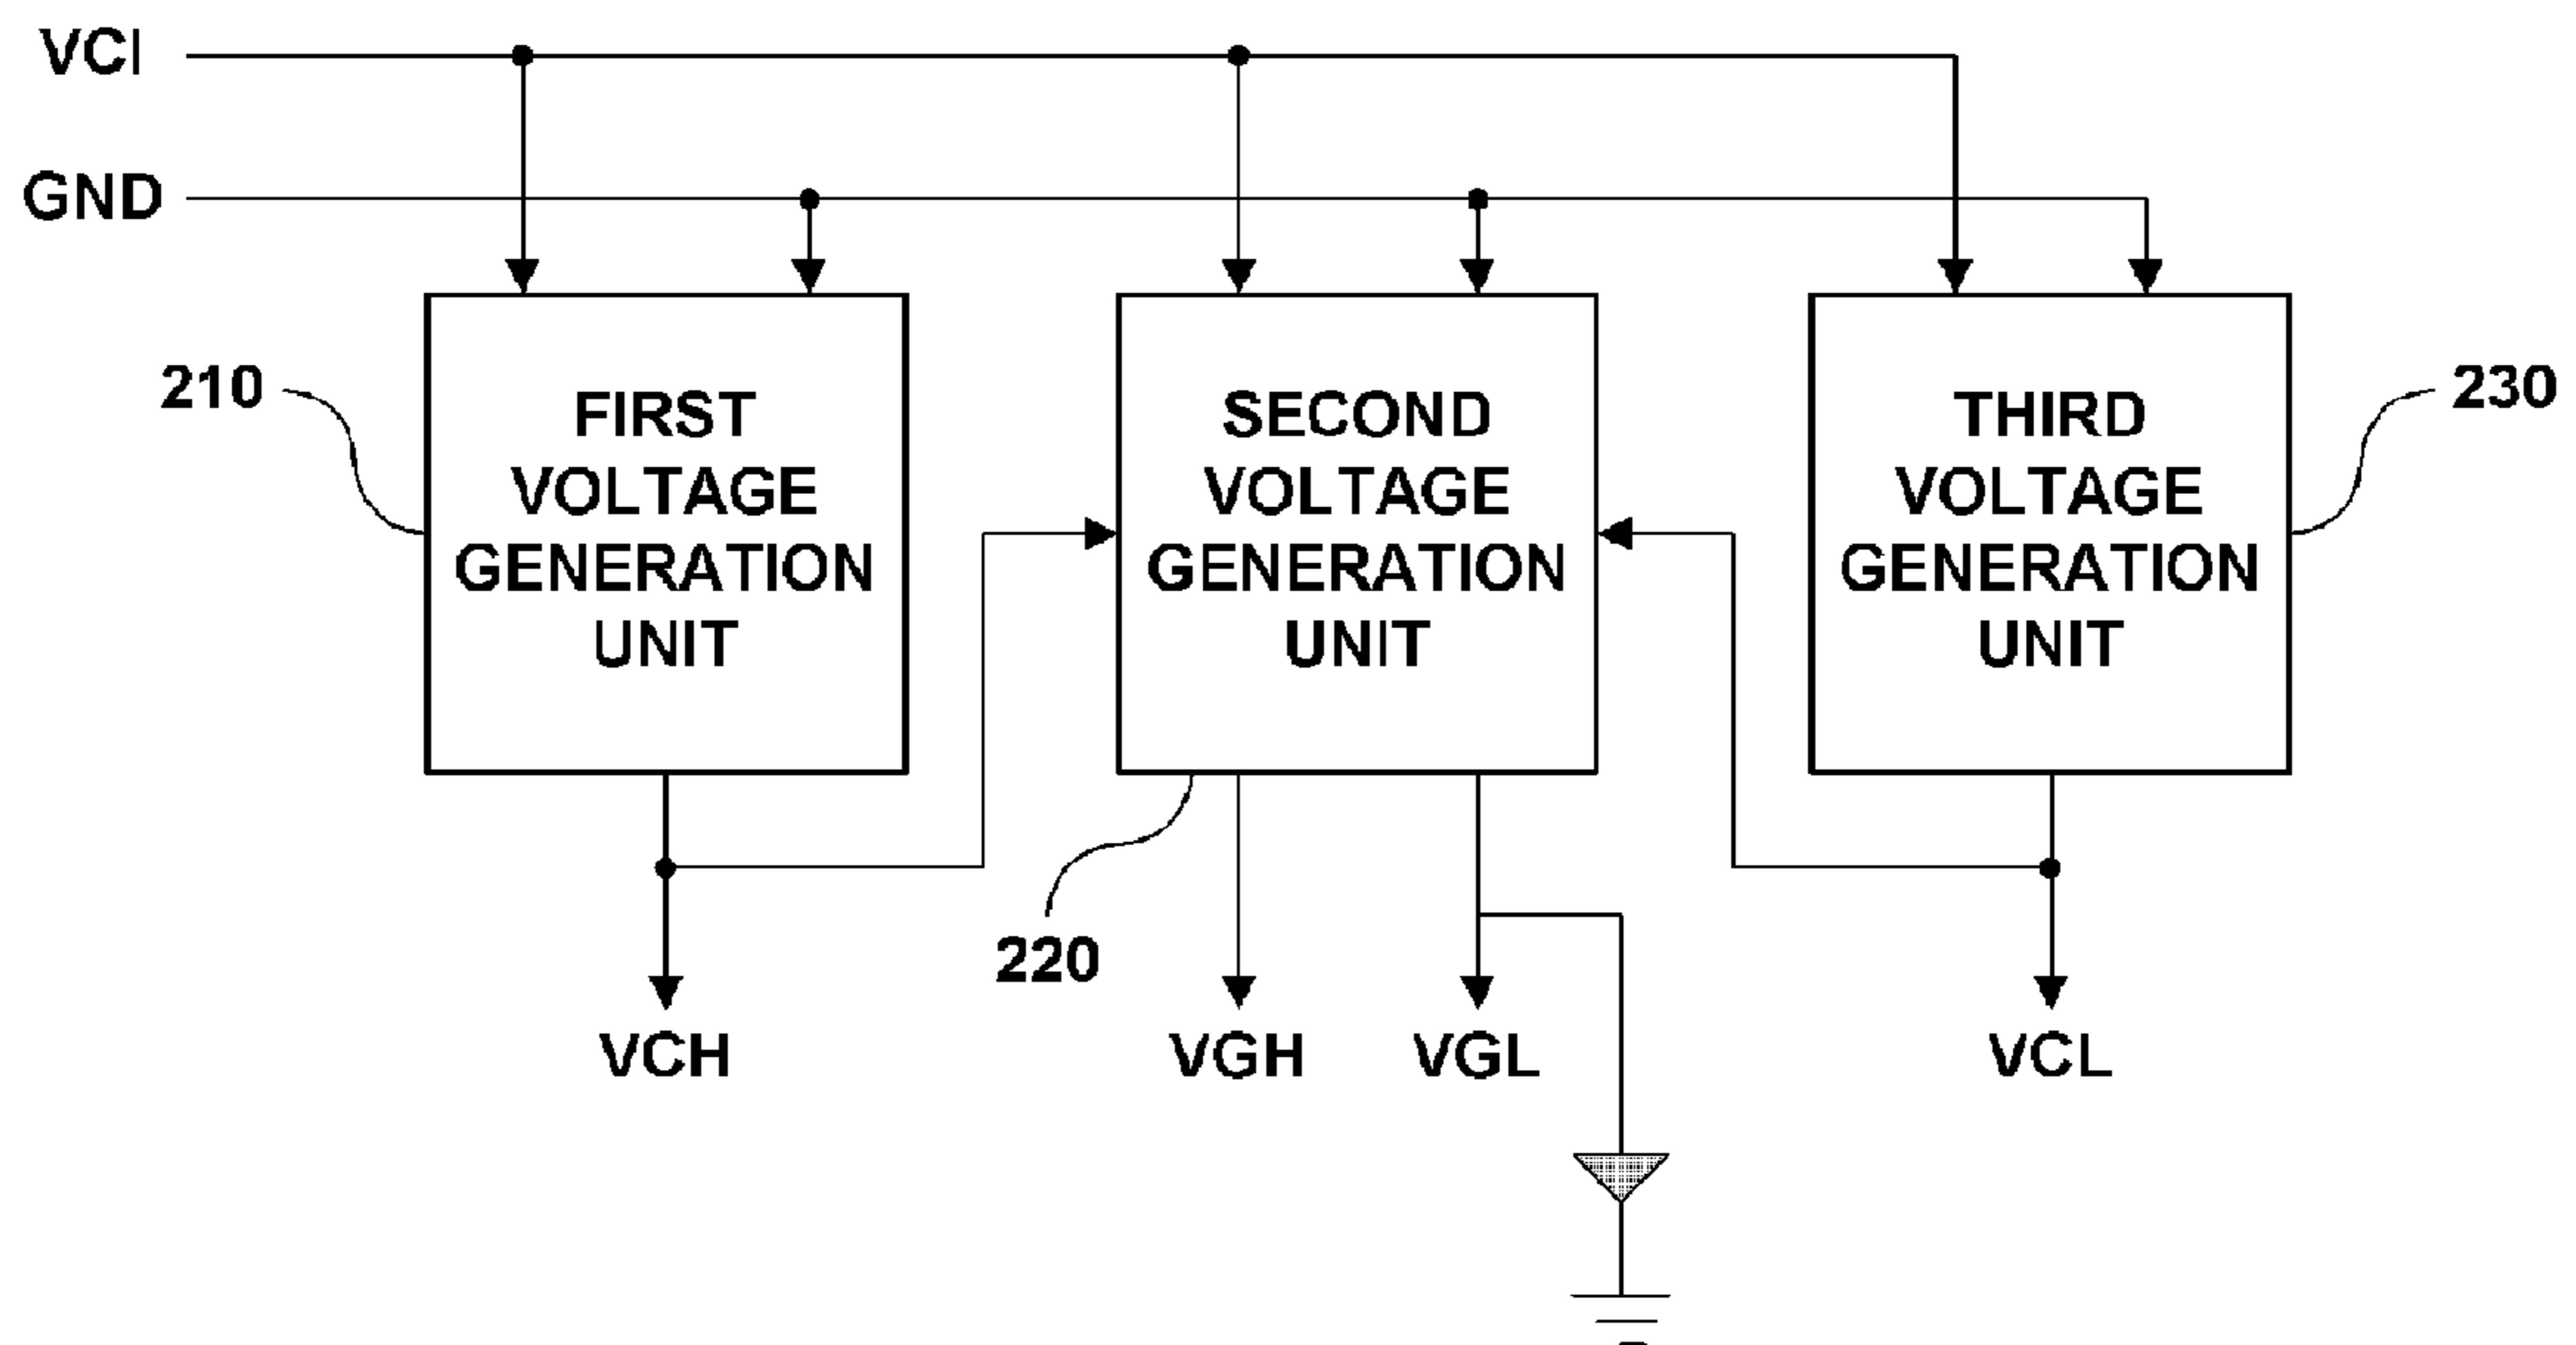 VCI
GND
210
FIRST
VOLTAGE
GENERATION
UNIT
SECOND
VOLTAGE
GENERATION
UNIT
THIRD
VOLTAGE
GENERATION
UNIT
230
220
VCH
VGH
VGL
VCL